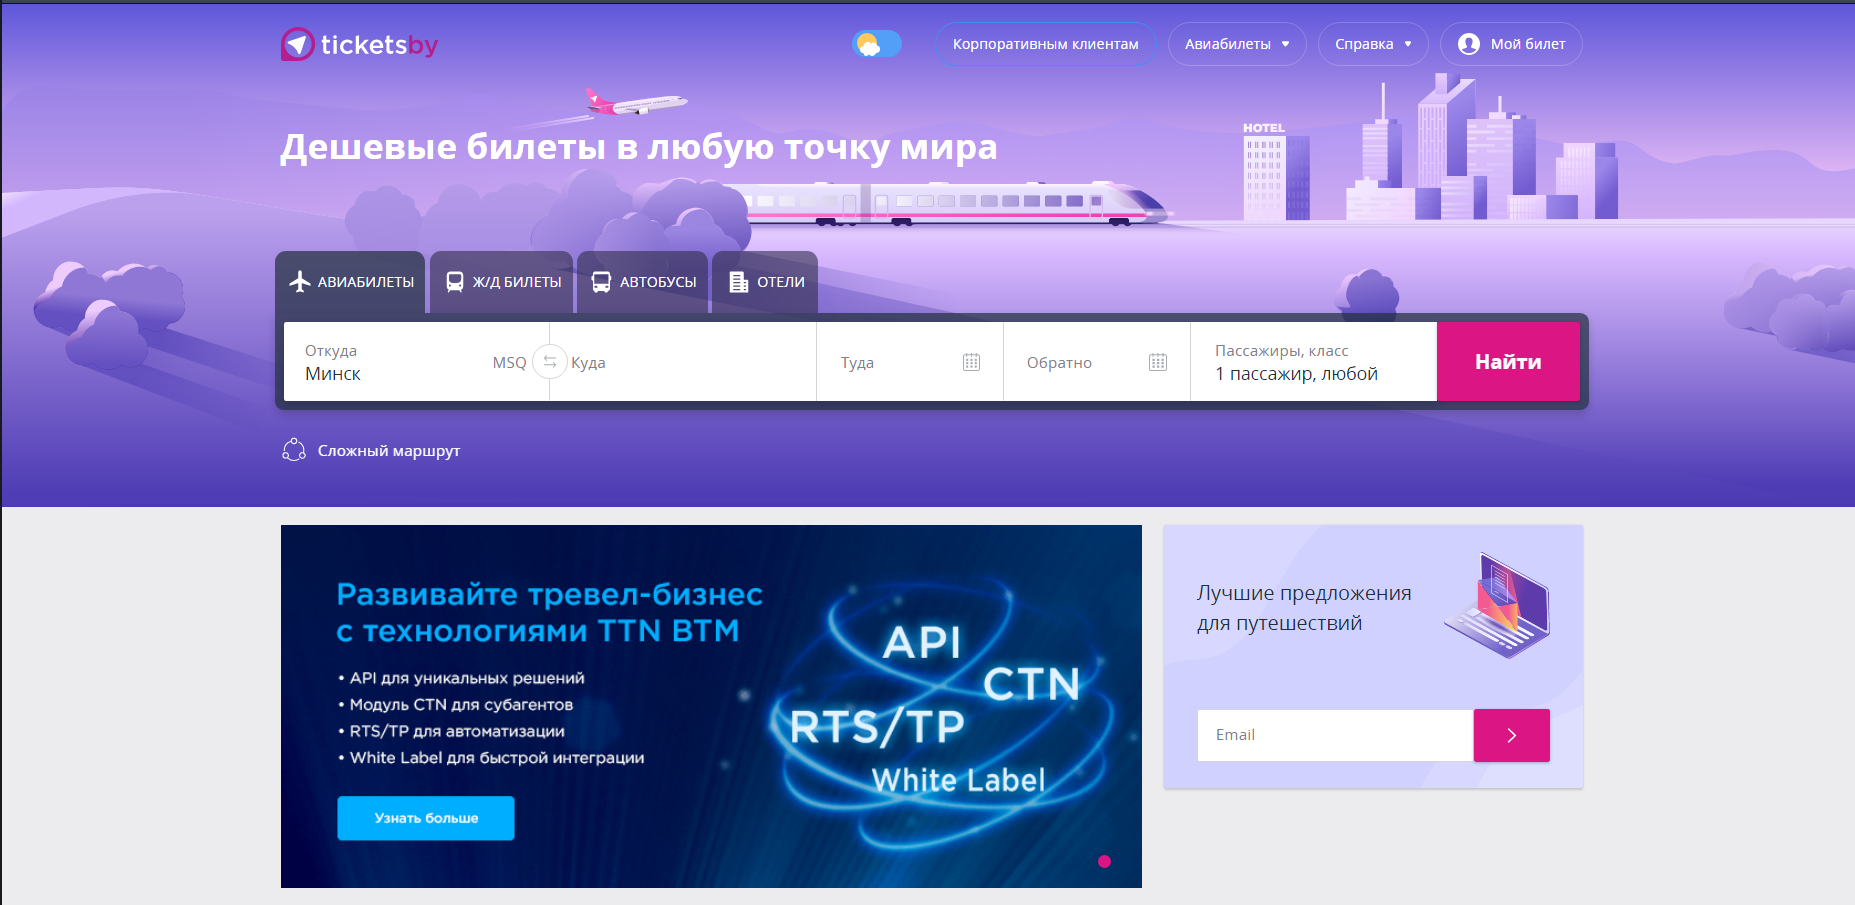 ticketsby
Корпоративным клиентам
Авиабилеты
Справка
Мой билет
HOTEL
Дешевые билеты в любую точку мира
АВИАБИЛЕТЫ
Ж/Д БИЛЕТЫ
АВТОБУСЫ
ОТЕЛИ
Откуда
Минск
MSQ
Куда
Туда
Обратно
Пассажиры, класс
1 пассажир, любой
Найти
Сложный маршрут
Развивайте тревел-бизнес
с технологиями TTN BTM
• API для уникальных решений
• Модуль CTN для субагентов
• RTS/TP для автоматизации
• White Label для быстрой интеграции
Узнать больше
API
CTN
RTS/TP
White Label
Лучшие предложения
для путешествий
Email